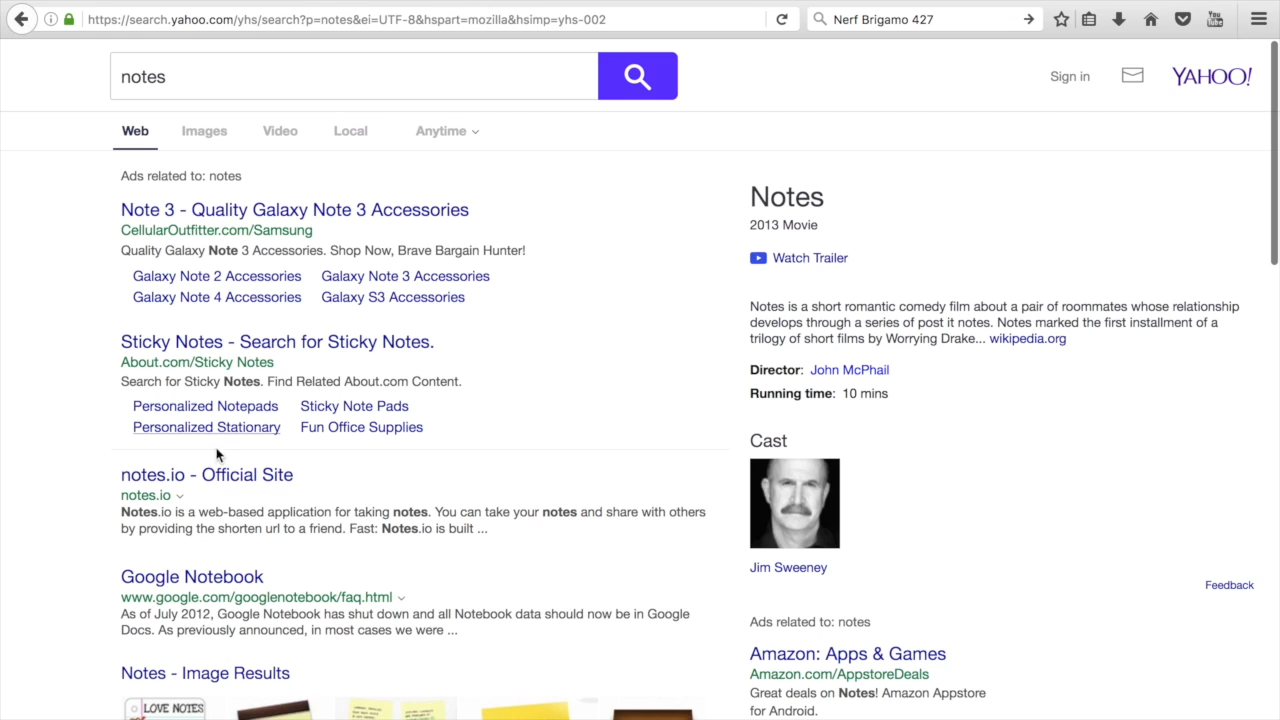 https://search.yahoo.com/yhs/search?p=notes&ei=UTF-8&hspart=mozilla&hsimp=yhs-002
Nerf Brigamo 427
You Tube
notes
Sign in
YAHOO!
Web
Images
Video
Local
Anytime
Ads related to: notes
Note 3 - Quality Galaxy Note 3 Accessories
CellularOutfitter.com/Samsung
Quality Galaxy Note 3 Accessories. Shop Now, Brave Bargain Hunter!
Galaxy Note 2 Accessories
Galaxy Note 3 Accessories
Galaxy Note 4 Accessories
Galaxy S3 Accessories
Sticky Notes - Search for Sticky Notes.
About.com/Sticky Notes
Search for Sticky Notes. Find Related About.com Content.
Personalized Notepads
Sticky Note Pads
Personalized Stationary
Fun Office Supplies
notes.io - Official Site
notes.io
Notes.io is a web-based application for taking notes. You can take your notes and share with others
by providing the shorten url to a friend. Fast: Notes.io is built ...
Google Notebook
www.google.com/googlenotebook/faq.html
As of July 2012, Google Notebook has shut down and all Notebook data should now be in Google
Docs. As previously announced, in most cases we were ...
Notes - Image Results
LOVE NOTES
Notes
2013 Movie
Watch Trailer
Notes is a short romantic comedy film about a pair of roommates whose relationship
develops through a series of post it notes. Notes marked the first installment of a
trilogy of short films by Worrying Drake... wikipedia.org
Director: John McPhail
Running time: 10 mins
Cast
Jim Sweeney
Feedback
Ads related to: notes
Amazon: Apps & Games
Amazon.com/AppstoreDeals
Great deals on Notes! Amazon Appstore
for Android.